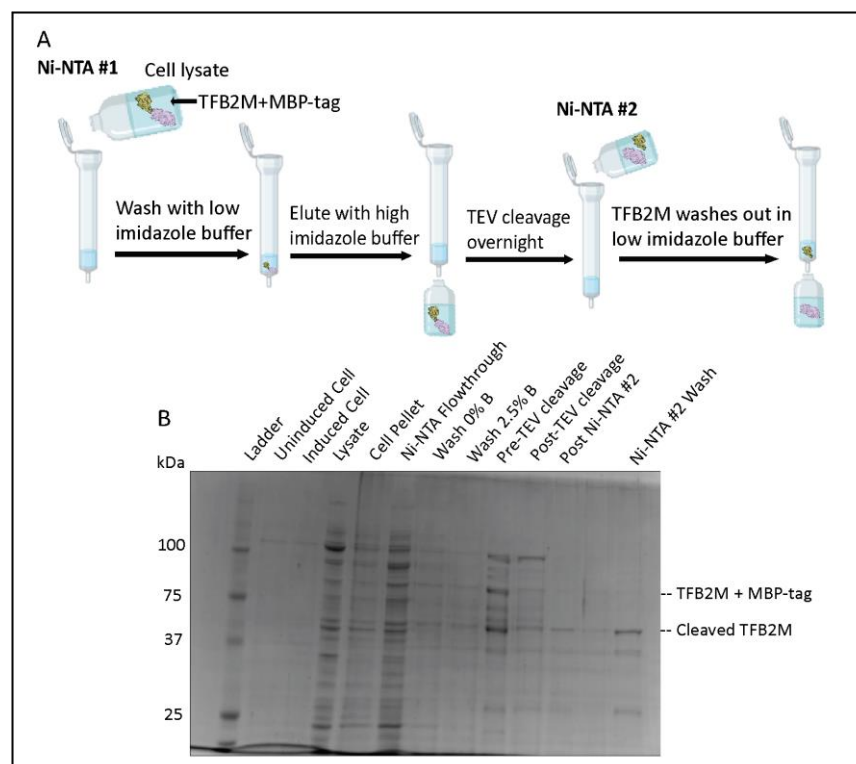 A
Ni-NTA #1
Cell lysate
TFB2M+MBP-tag
Ni-NTA #2
Wash with low
imidazole buffer
Elute with high
imidazole buffer
TEV cleavage
overnight
TFB2M washes out in
low imidazole buffer
B
Ladder
Uninduced Cell
Induced Cell
Lysate
Cell Pellet
Ni-NTA Flowthrough
Wash 0% B
Wash 2.5% B
Pre-TEV cleavage
Post-TEV cleavage
Post Ni-NTA #2
Ni-NTA #2 Wash
kDa
100
75
-- TFB2M + MBP-tag
-- Cleaved TFB2M
37
25